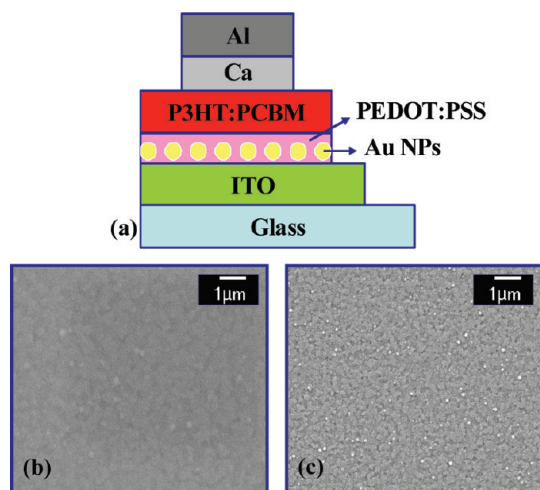 Al
Ca
P3HT:PCBM
PEDOT:PSS
Au NPs
ITO
(a)
Glass
1µm
1µm
(b)
(c)